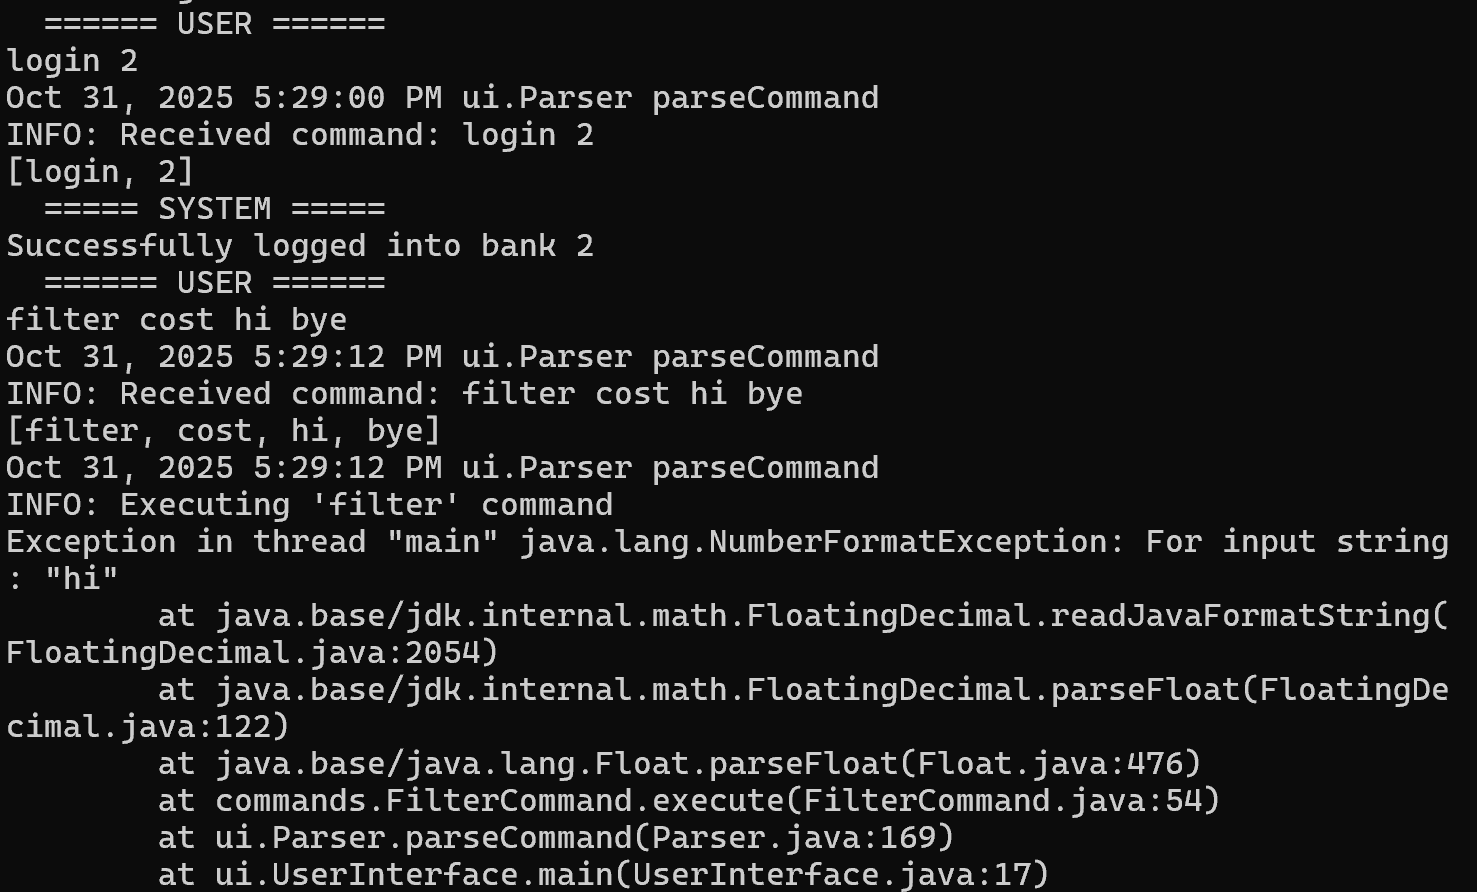 ====== USER ======
login 2
Oct 31, 2025 5:29:00 PM ui.Parser parseCommand
INFO: Received command: login 2
[login, 2]
===== SYSTEM =====
Successfully logged into bank 2
====== USER ======
filter cost hi bye
Oct 31, 2025 5:29:12 PM ui.Parser parseCommand
INFO: Received command: filter cost hi bye
[filter, cost, hi, bye]
Oct 31, 2025 5:29:12 PM ui.Parser parseCommand
INFO: Executing 'filter' command
Exception in thread "main" java.lang.NumberFormatException: For input string
: "hi"
at java.base/jdk.internal.math.FloatingDecimal.readJavaFormatString(
FloatingDecimal.java:2054)
at java.base/jdk.internal.math.FloatingDecimal.parseFloat(FloatingDe
cimal.java:122)
at java.base/java.lang.Float.parseFloat(Float.java:476)
at commands.FilterCommand.execute(FilterCommand.java:54)
at ui.Parser.parseCommand(Parser.java:169)
at ui.UserInterface.main(UserInterface.java:17)